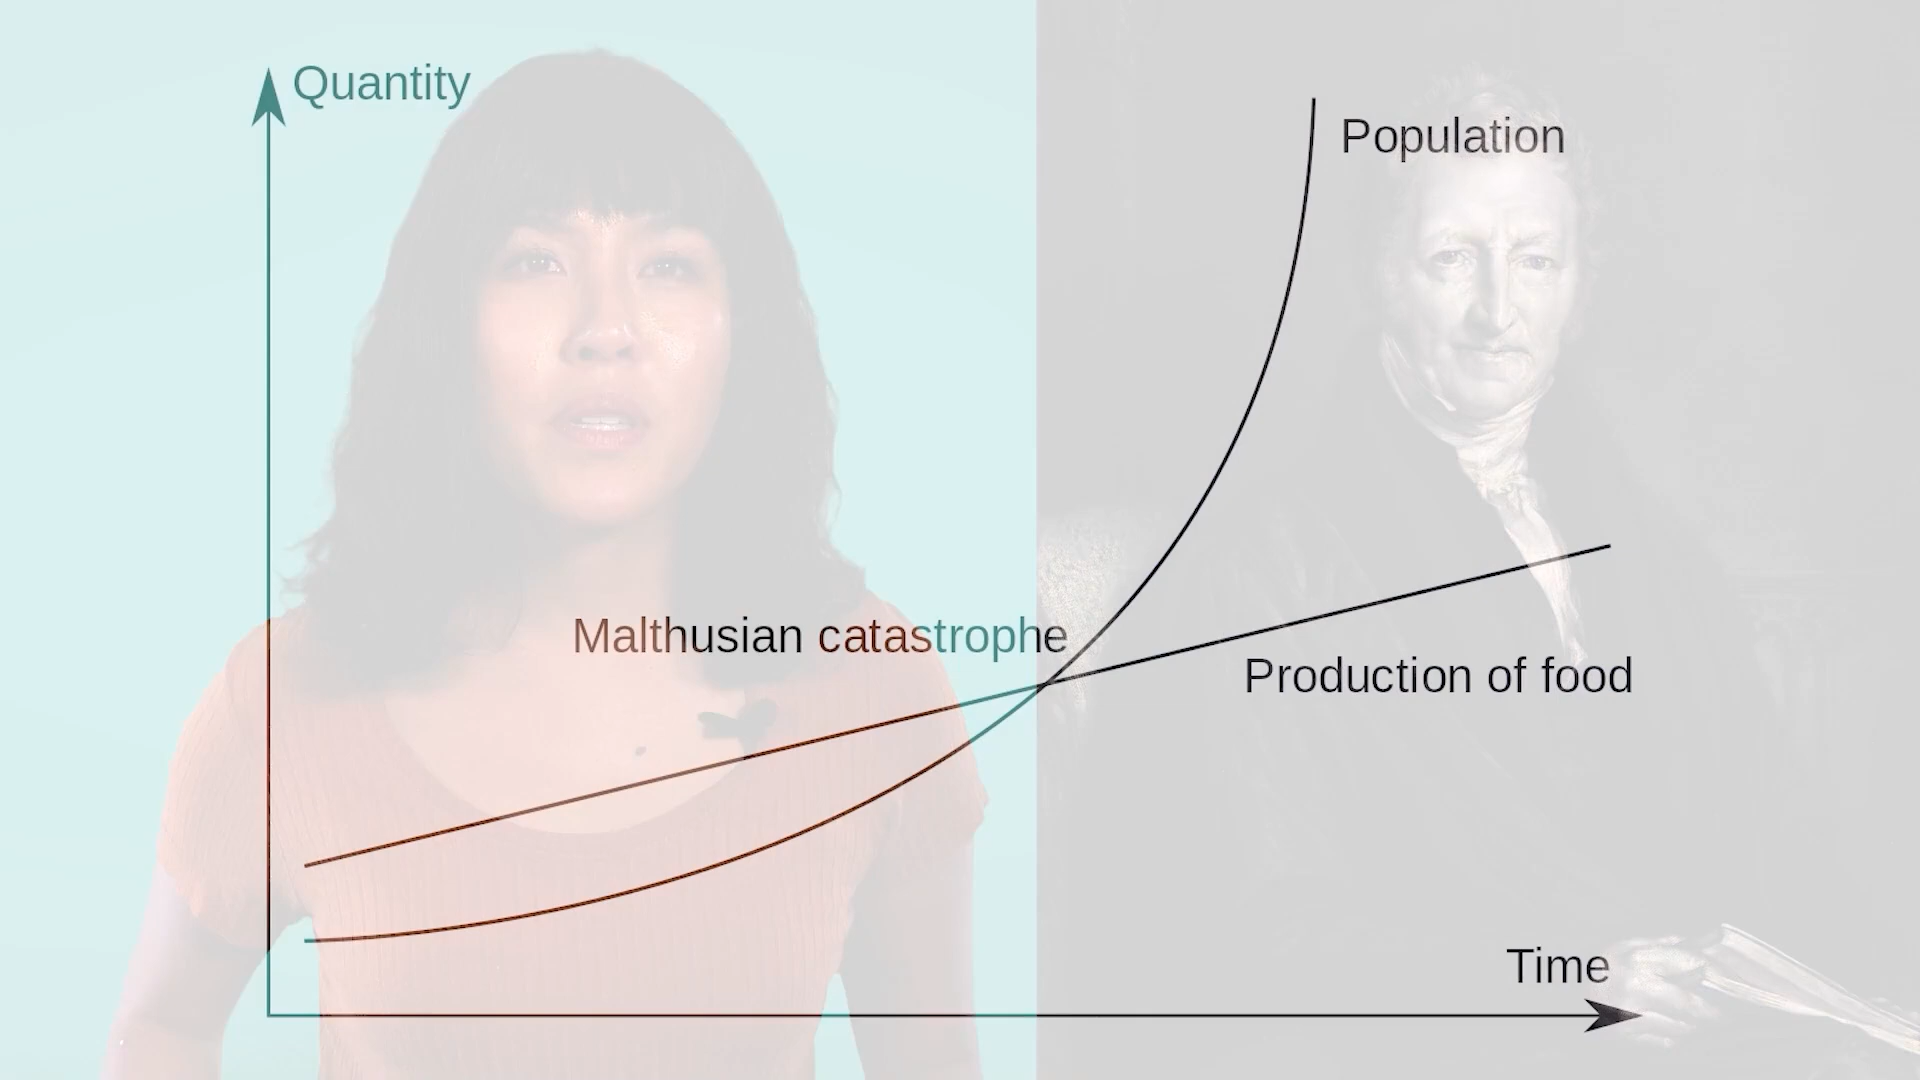 Quantity
Population
Malthusian catastrophe
Production of food
Time